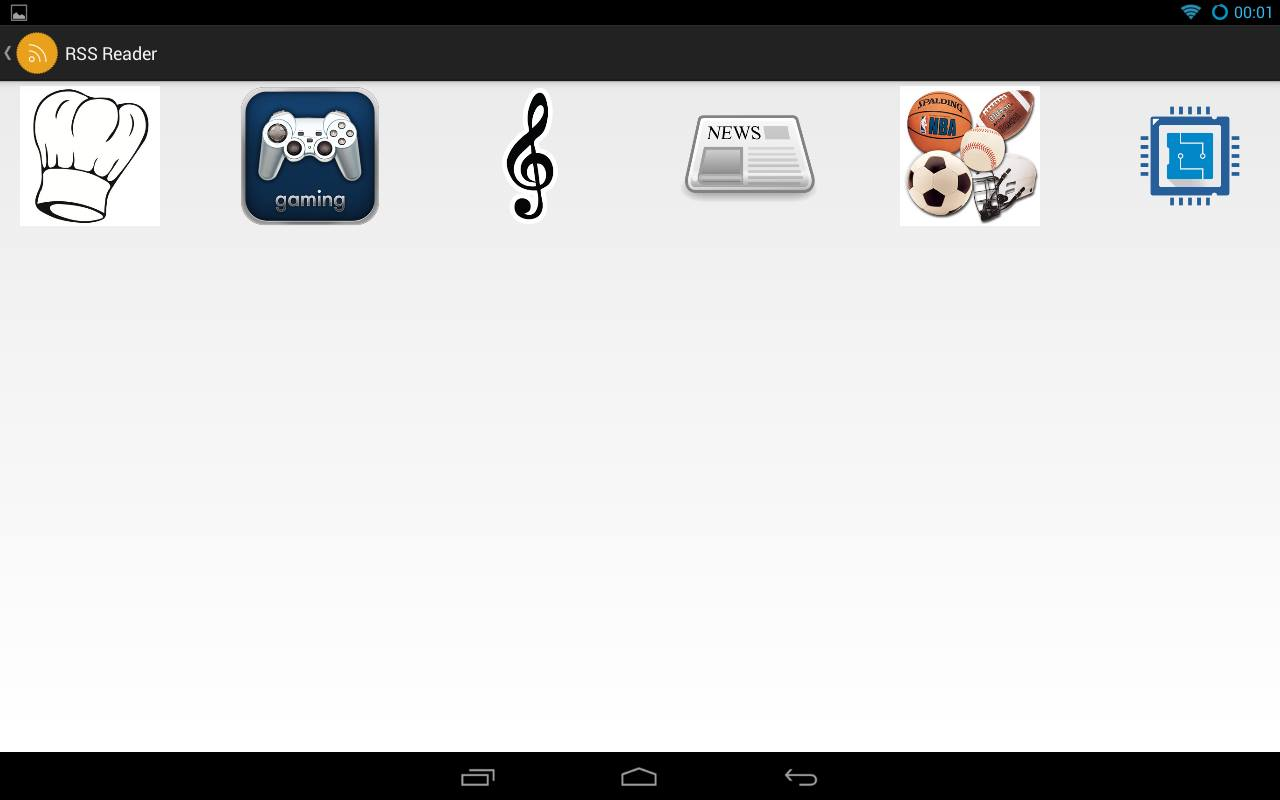 00:01
RSS Reader
gaming
NEWS
SPALDING
NBA